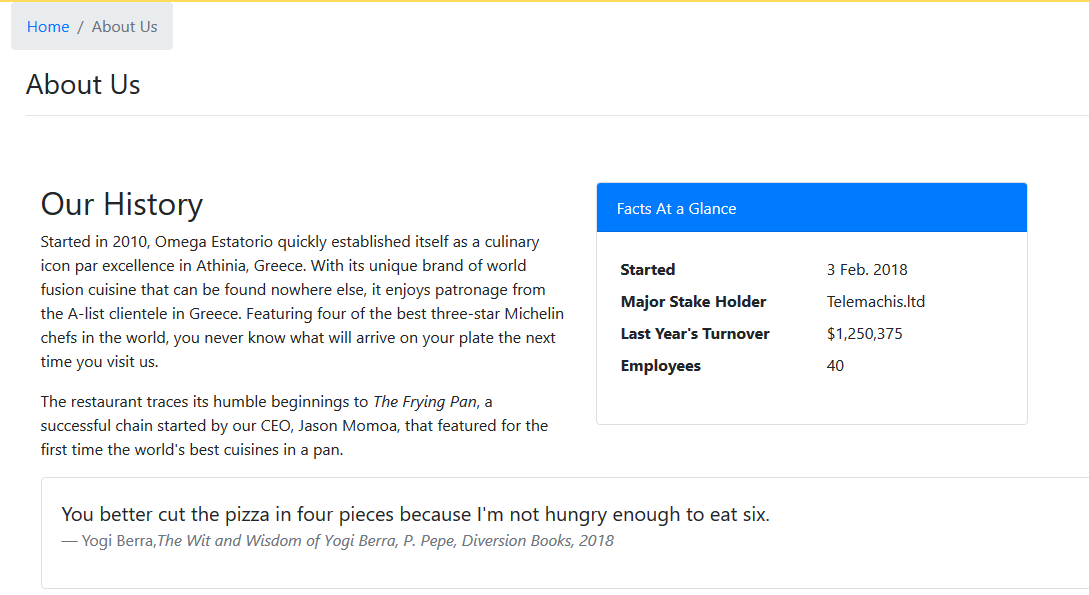 Home / About Us
About Us
Our History
Started in 2010, Omega Estatorio quickly established itself as a culinary
icon par excellence in Athinia, Greece. With its unique brand of world
fusion cuisine that can be found nowhere else, it enjoys patronage from
the A-list clientele in Greece. Featuring four of the best three-star Michelin
chefs in the world, you never know what will arrive on your plate the next
time you visit us.
The restaurant traces its humble beginnings to The Frying Pan, a
successful chain started by our CEO, Jason Momoa, that featured for the
first time the world's best cuisines in a pan.
Facts At a Glance
Started 3 Feb. 2018
Major Stake Holder Telemachis.ltd
Last Year's Turnover $1,250,375
Employees 40
You better cut the pizza in four pieces because I'm not hungry enough to eat six.
— Yogi Berra,The Wit and Wisdom of Yogi Berra, P. Pepe, Diversion Books, 2018